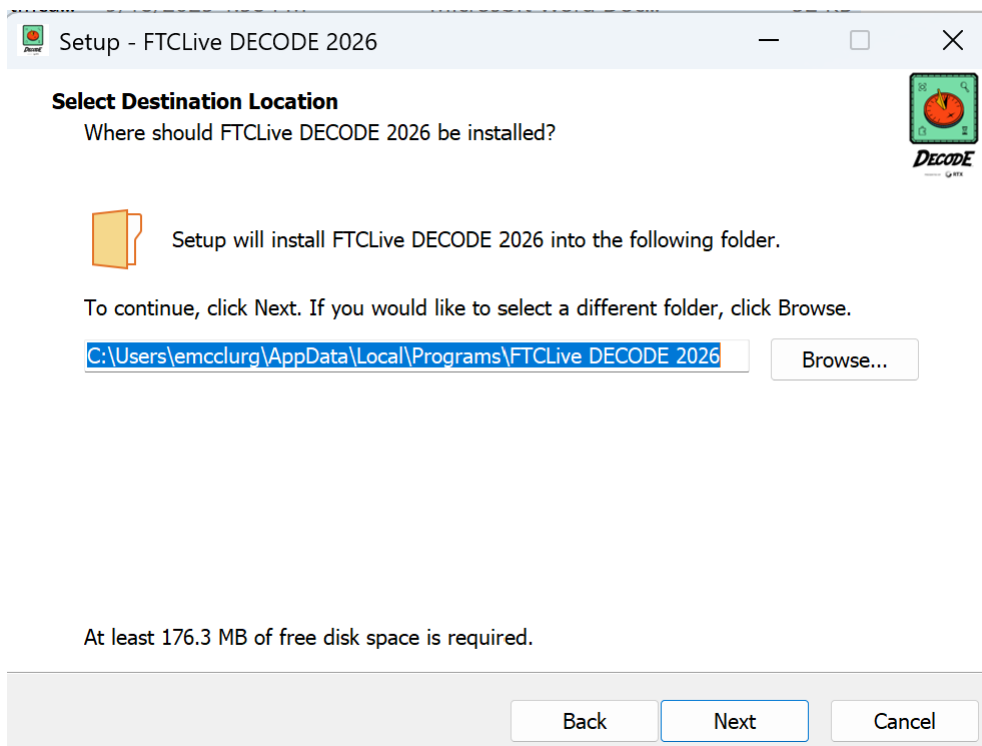 Setup - FTCLive DECODE 2026
Select Destination Location
Where should FTCLive DECODE 2026 be installed?
DECODE
RTX
Setup will install FTCLive DECODE 2026 into the following folder.
To continue, click Next. If you would like to select a different folder, click Browse.
C:\Users\emcclurg\AppData\Local\Programs\FTCLive DECODE 2026
Browse...
At least 176.3 MB of free disk space is required.
Back
Next
Cancel